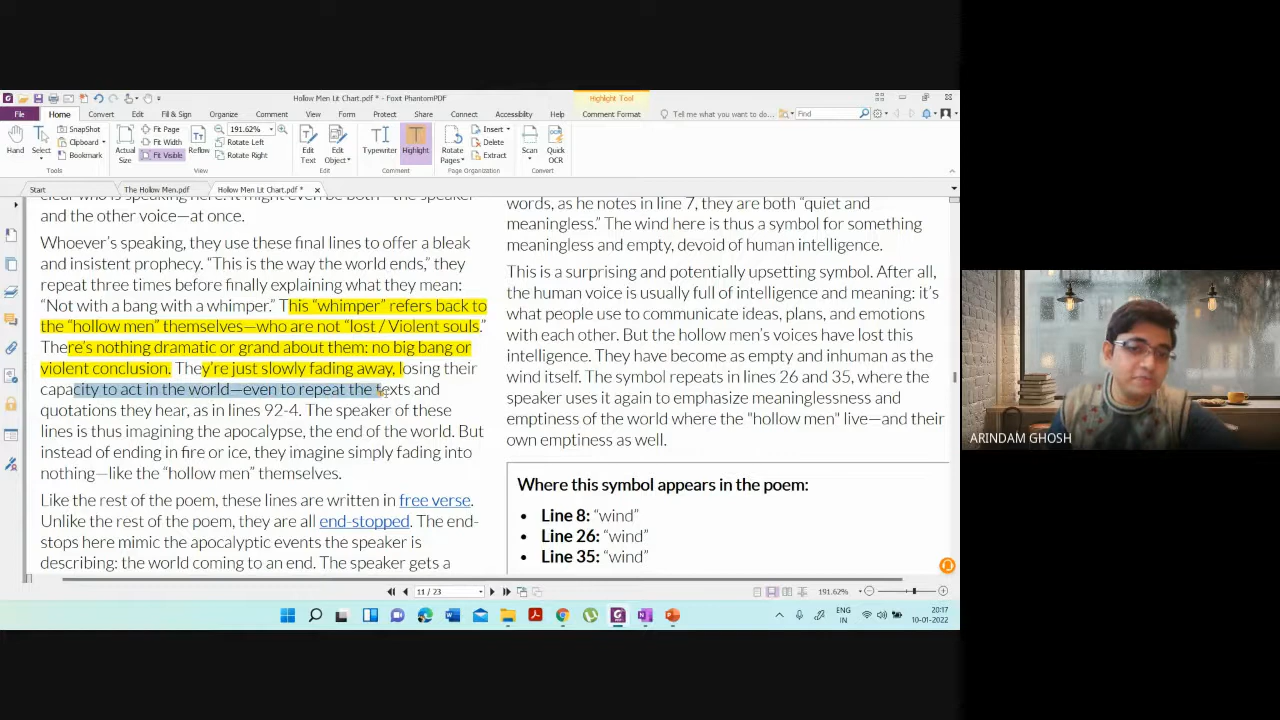 Hollow Men Lit Chart.pdf * - Foxit PhantomPDF
Highlight Tool
File
Home
Convert
Edit
Fill & Sign
Organize
Comment
View
Form
Protect
Share
Connect
Accessibility
Help
Comment Format
Tell me what you want to do...
Find
Hand
Select
SnapShot
Clipboard
Bookmark
Tools
Actual Size
Fit Page
Fit Width
Fit Visible
Reflow
191.62%
Rotate Left
Rotate Right
View
Edit Text
Edit Object
Edit
Typewriter
Highlight
Comment
Rotate Pages
Insert
Delete
Extract
Page Organization
Scan
Quick OCR
Convert
Start
The Hollow Men.pdf
Hollow Men Lit Chart.pdf *
clear who is speaking here. It might even be both—the speaker
and the other voice—at once.
Whoever's speaking, they use these final lines to offer a bleak
and insistent prophecy. "This is the way the world ends," they
repeat three times before finally explaining what they mean:
"Not with a bang with a whimper." This "whimper" refers back to
the "hollow men" themselves—who are not "lost / Violent souls."
There's nothing dramatic or grand about them: no big bang or
violent conclusion. They're just slowly fading away, losing their
capacity to act in the world—even to repeat the texts and
quotations they hear, as in lines 92-4. The speaker of these
lines is thus imagining the apocalypse, the end of the world. But
instead of ending in fire or ice, they imagine simply fading into
nothing—like the "hollow men" themselves.
Like the rest of the poem, these lines are written in free verse.
Unlike the rest of the poem, they are all end-stopped. The end-
stops here mimic the apocalyptic events the speaker is
describing: the world coming to an end. The speaker gets a
words, as he notes in line 7, they are both "quiet and
meaningless." The wind here is thus a symbol for something
meaningless and empty, devoid of human intelligence.
This is a surprising and potentially upsetting symbol. After all,
the human voice is usually full of intelligence and meaning: it's
what people use to communicate ideas, plans, and emotions
with each other. But the hollow men's voices have lost this
intelligence. They have become as empty and inhuman as the
wind itself. The symbol repeats in lines 26 and 35, where the
speaker uses it again to emphasize meaninglessness and
emptiness of the world where the "hollow men" live—and their
own emptiness as well.
Where this symbol appears in the poem:
• Line 8: "wind"
• Line 26: "wind"
• Line 35: "wind"
11 / 23
191.62%
ENG
IN
20:17
10-01-2022
ARINDAM GHOSH